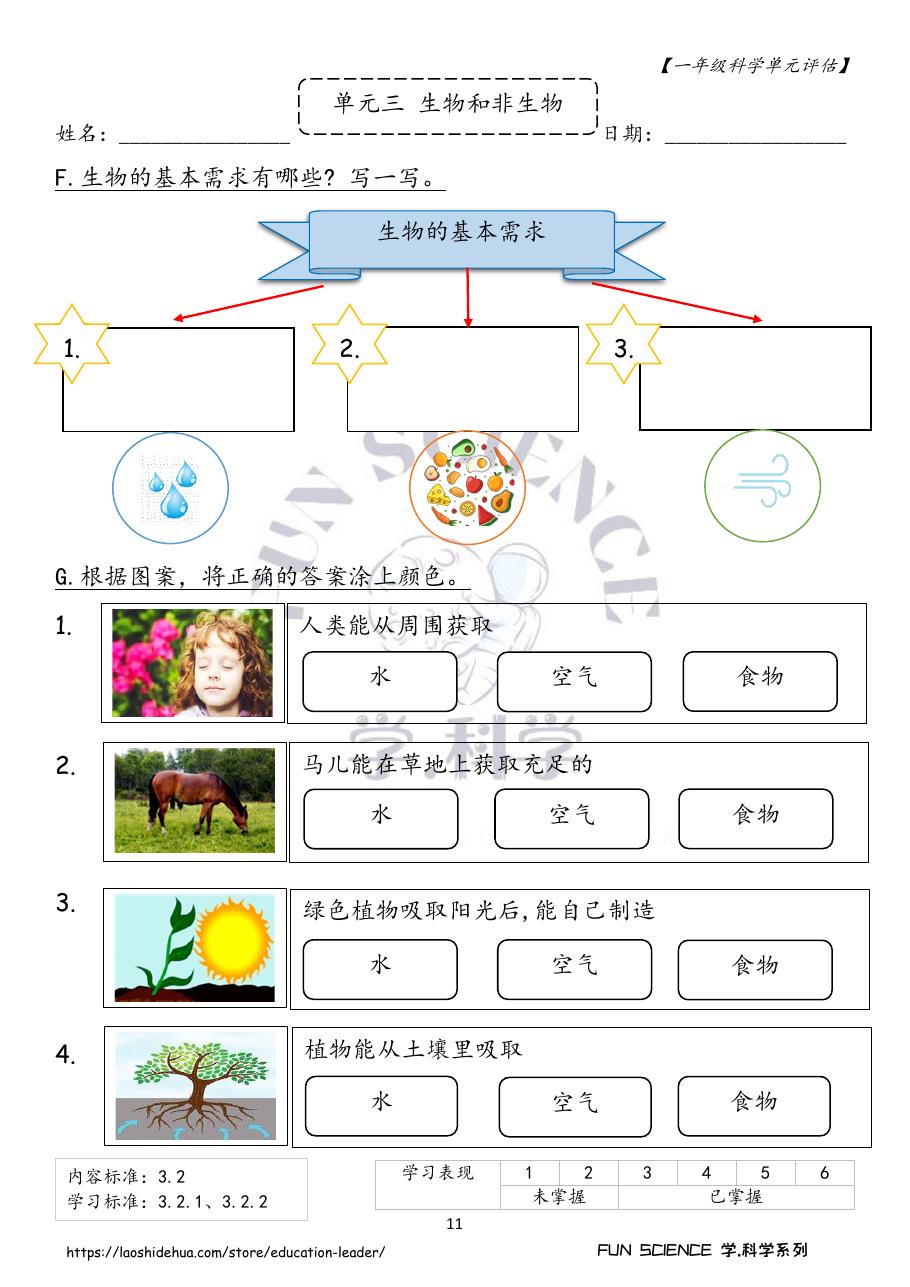 【一年级科学单元评估】
单元三 生物和非生物
姓名：________________ 日期：_________________
F.生物的基本需求有哪些? 写一写。
生物的基本需求
1. 2. 3.
FUN SCIENCE
学.科学
G.根据图案，将正确的答案涂上颜色。
1. 人类能从周围获取
水 空气 食物
2. 马儿能在草地上获取充足的
水 空气 食物
3. 绿色植物吸取阳光后,能自己制造
水 空气 食物
4. 植物能从土壤里吸取
水 空气 食物
内容标准：3.2
学习标准：3.2.1、3.2.2
学习表现 1 2 3 4 5 6
未掌握 已掌握
11
https://laoshidehua.com/store/education-leader/ FUN SCIENCE 学.科学系列